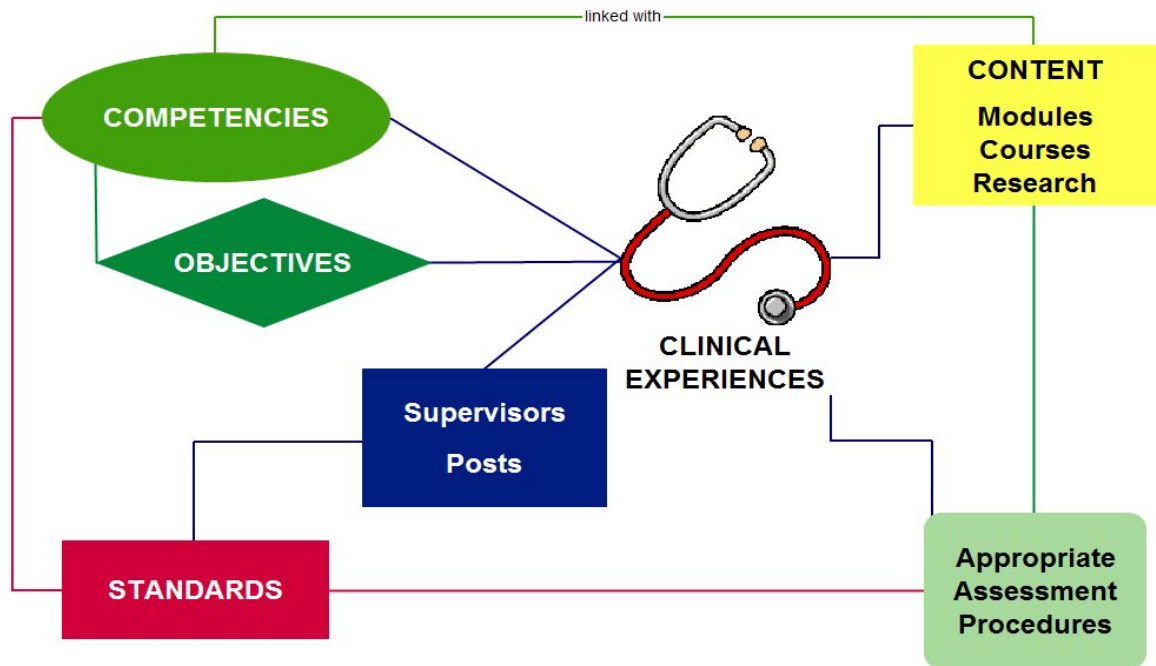 linked with
COMPETENCIES
CONTENT
Modules
Courses
Research
OBJECTIVES
CLINICAL
EXPERIENCES
Supervisors
Posts
STANDARDS
Appropriate
Assessment
Procedures